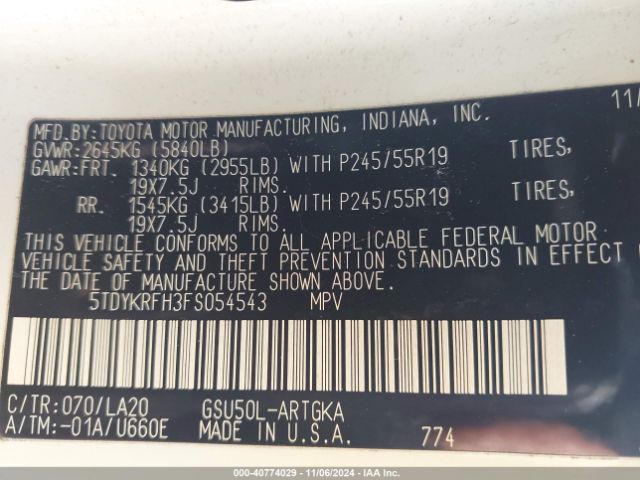 MFD.BY:TOYOTA MOTOR MANUFACTURING, INDIANA, INC. 11/
GVWR:2645KG (5840LB)
GAWR:FRT. 1340KG (2955LB) WITH P245/55R19 TIRES,
19X7.5J RIMS.
RR. 1545KG (3415LB) WITH P245/55R19 TIRES,
19X7.5J RIMS.
THIS VEHICLE CONFORMS TO ALL APPLICABLE FEDERAL MOTOR
VEHICLE SAFETY AND THEFT PREVENTION STANDARDS IN EFFECT
THE DATE OF MANUFACTURE SHOWN ABOVE.
5TDYKRFH3FS054543 MPV
C/TR:070/LA20 GSU50L-ARTGKA
A/TM:-01A/U660E MADE IN U.S.A. 774
000-40774029 | 11/06/2024 | IAA Inc.